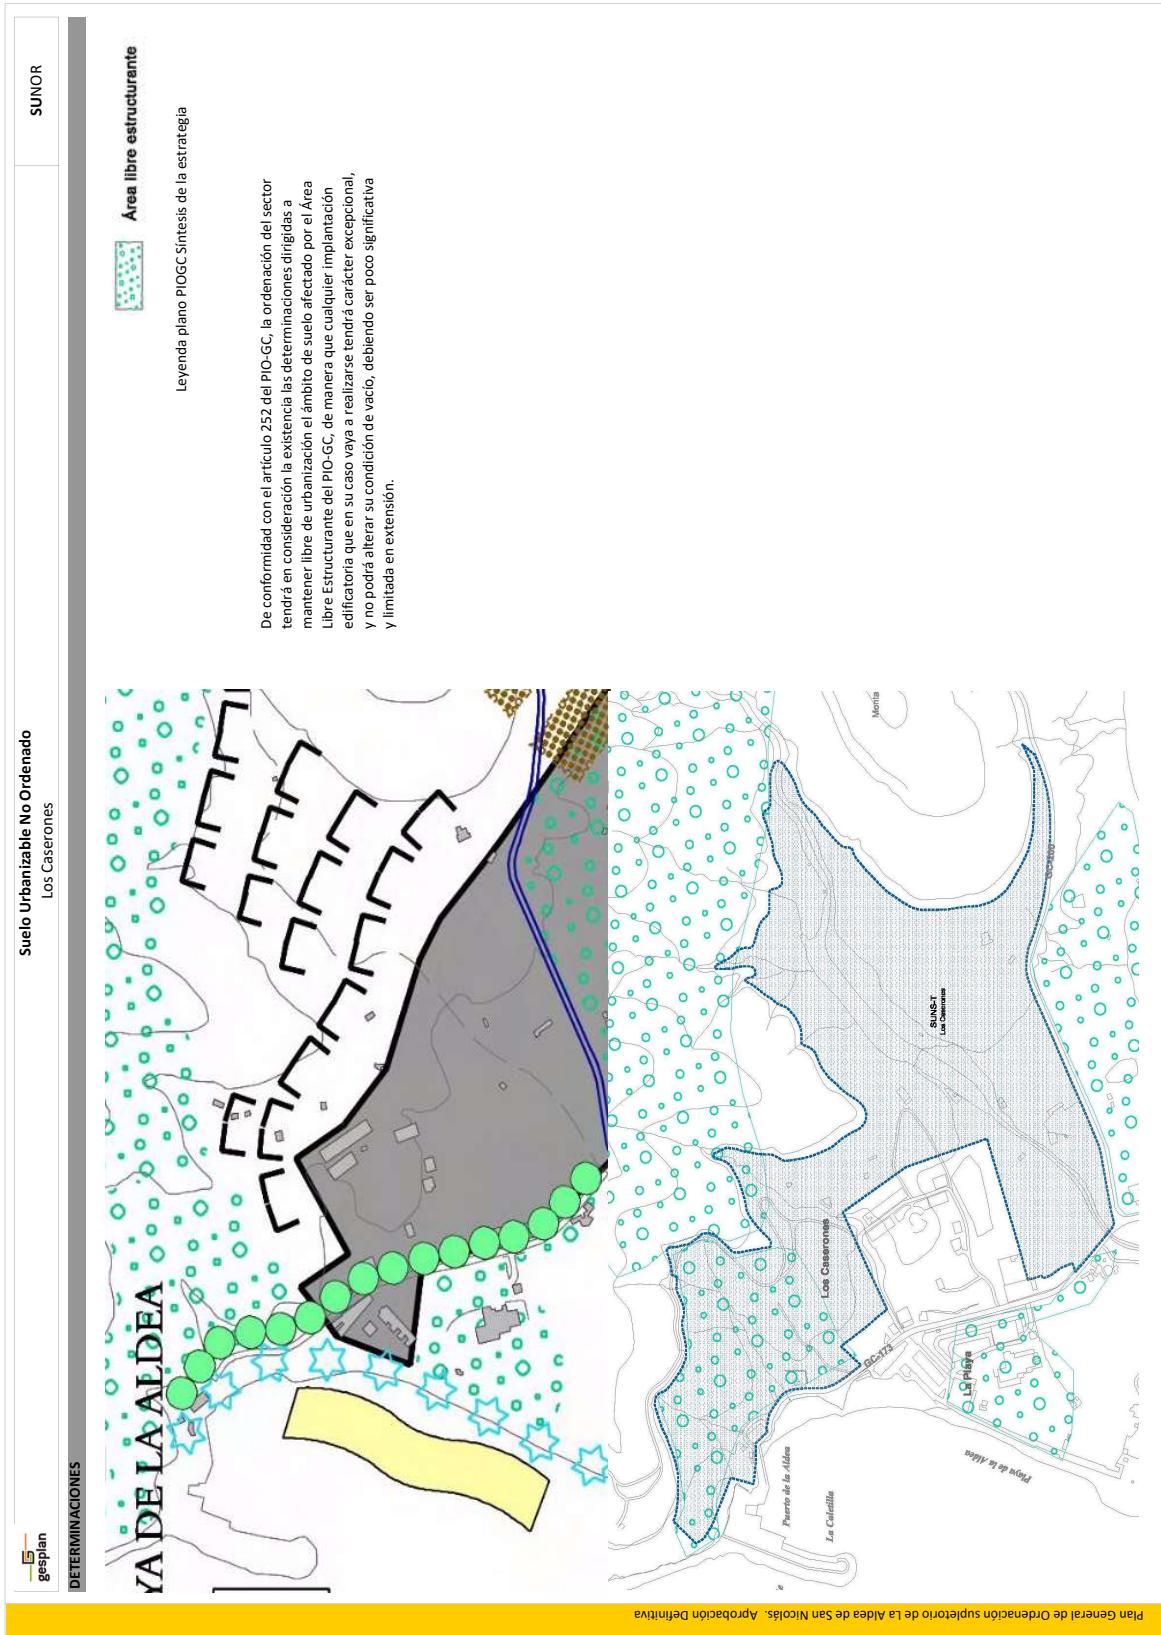 gesplan
Suelo Urbanizable No Ordenado
Los Caserones
SUNOR
DETERMINACIONES
Área libre estructurante
Leyenda plano PIOGC Síntesis de la estrategia
De conformidad con el artículo 252 del PIO-GC, la ordenación del sector
tendrá en consideración la existencia las determinaciones dirigidas a
mantener libre de urbanización el ámbito de suelo afectado por el Área
Libre Estructurante del PIO-GC, de manera que cualquier implantación
edificatoria que en su caso vaya a realizarse tendrá carácter excepcional,
y no podrá alterar su condición de vacío, debiendo ser poco significativa
y limitada en extensión.
YA DE LA ALDEA
Monta
GC-200
SUNS-T
Los Caserones
Los Caserones
GC-173
La Playa
Playa de la Aldea
Puerto de la Aldea
La Caletilla
Plan General de Ordenación supletorio de La Aldea de San Nicolás. Aprobación Definitiva